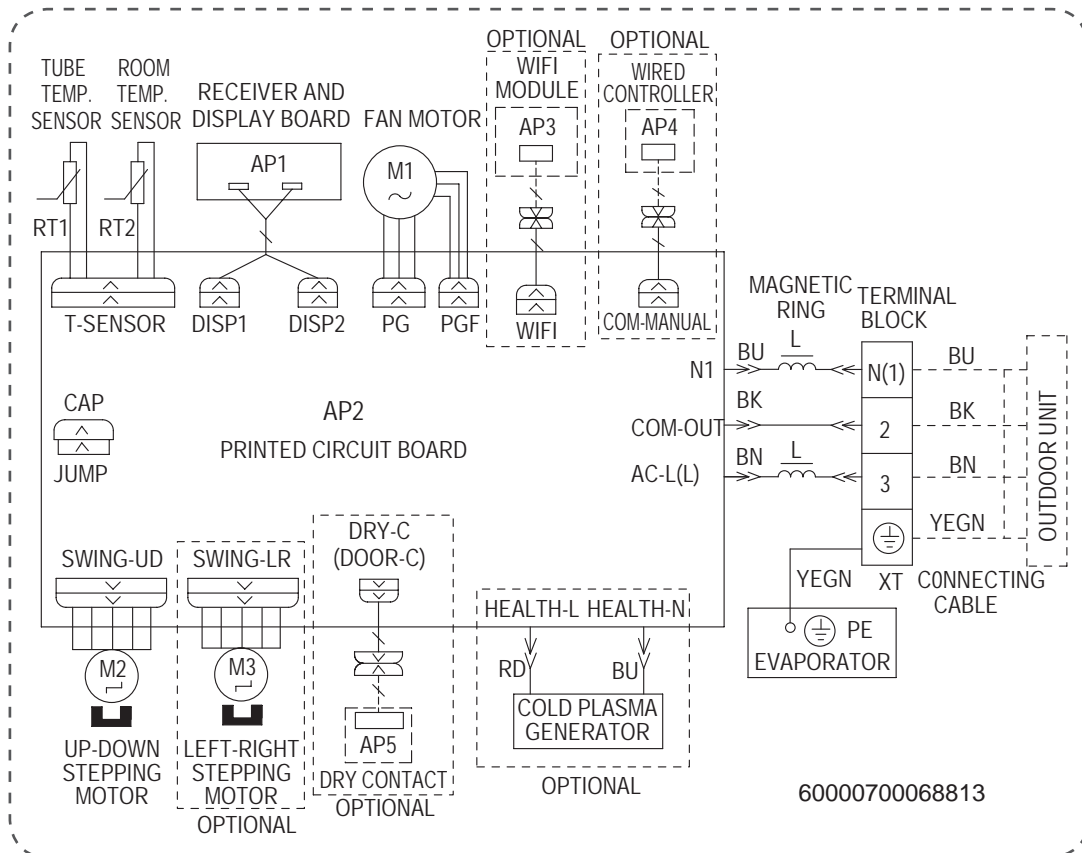 OPTIONAL
OPTIONAL
TUBE
TEMP.
SENSOR
ROOM
TEMP.
SENSOR
RECEIVER AND
DISPLAY BOARD
FAN MOTOR
WIFI
MODULE
WIRED
CONTROLLER
AP1
M1
AP3
AP4
RT1
RT2
T-SENSOR
DISP1
DISP2
PG
PGF
WIFI
COM-MANUAL
MAGNETIC
RING
TERMINAL
BLOCK
N1
BU
L
N(1)
BU
CAP
JUMP
AP2
PRINTED CIRCUIT BOARD
COM-OUT
BK
2
BK
AC-L(L)
BN
L
3
BN
YEGN
OUTDOOR UNIT
YEGN
XT
C0NNECTING
CABLE
PE
EVAPORATOR
SWING-UD
M2
UP-DOWN
STEPPING
MOTOR
SWING-LR
M3
LEFT-RIGHT
STEPPING
MOTOR
OPTIONAL
DRY-C
(DOOR-C)
AP5
DRY CONTACT
OPTIONAL
HEALTH-L
HEALTH-N
RD
BU
COLD PLASMA
GENERATOR
OPTIONAL
60000700068813